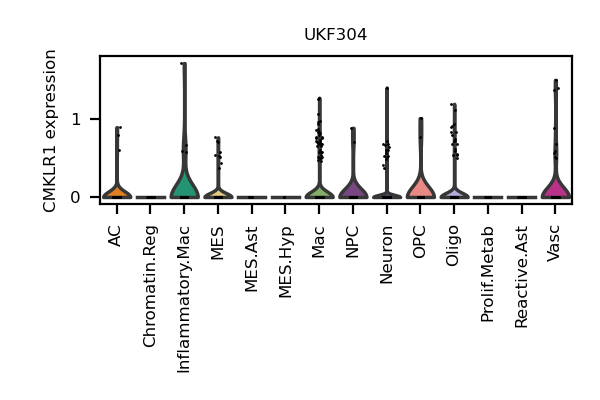 UKF304
CMKLR1 expression
1
0
AC
Chromatin.Reg
Inflammatory.Mac
MES
MES.Ast
MES.Hyp
Mac
NPC
Neuron
OPC
Oligo
Prolif.Metab
Reactive.Ast
Vasc